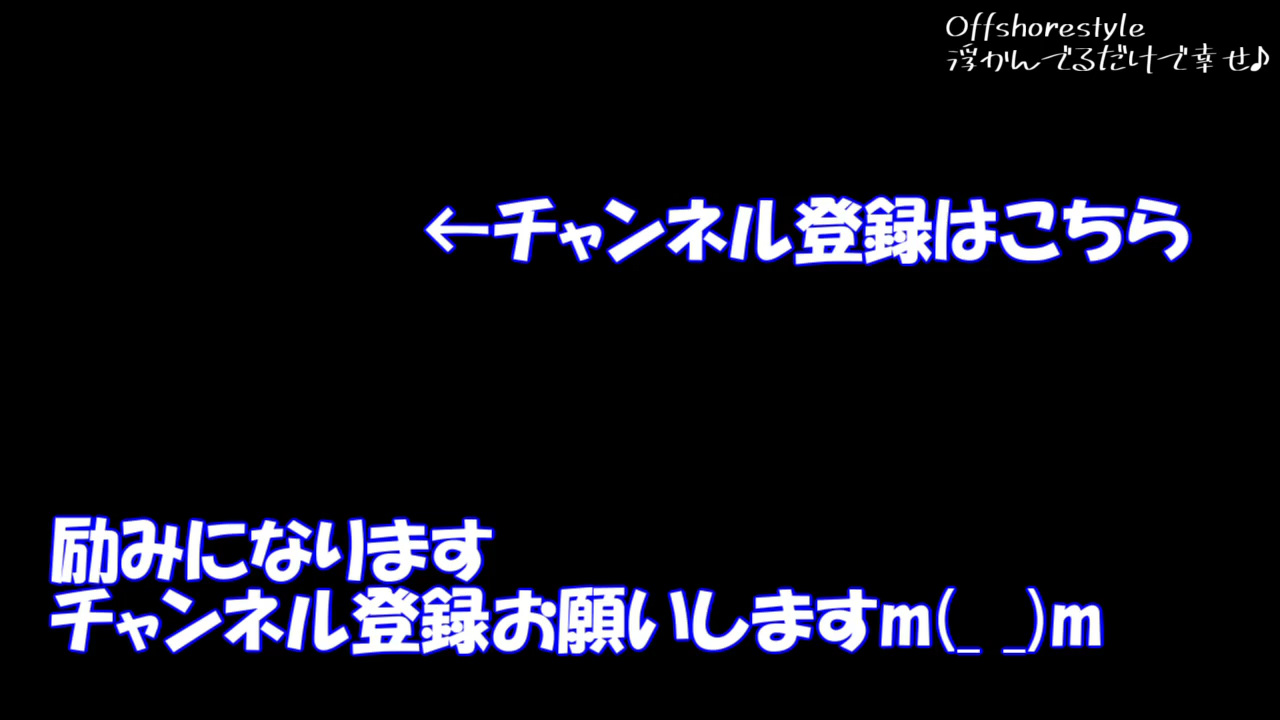 Offshorestyle
浮かんでるだけで幸せ♪
←チャンネル登録はこちら
励みになります
チャンネル登録お願いしますm(_ _)m